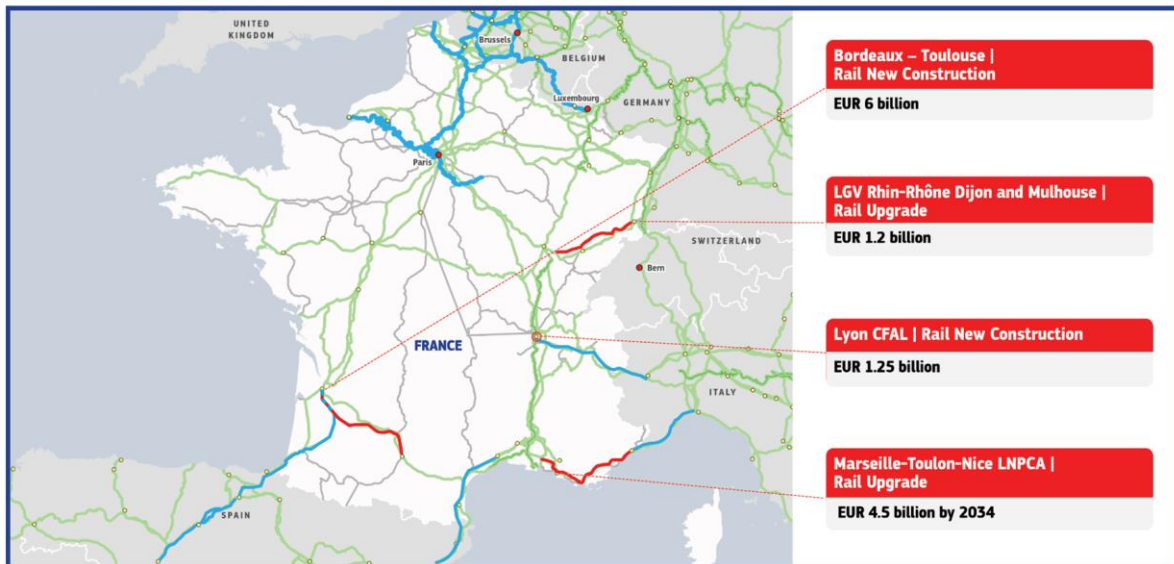 UNITED
KINGDOM
Brussels
BELGIUM
Luxembourg
GERMANY
Paris
SWITZERLAND
Bern
FRANCE
ITALY
SPAIN
Bordeaux – Toulouse |
Rail New Construction
EUR 6 billion
LGV Rhin-Rhône Dijon and Mulhouse |
Rail Upgrade
EUR 1.2 billion
Lyon CFAL | Rail New Construction
EUR 1.25 billion
Marseille-Toulon-Nice LNPCA |
Rail Upgrade
EUR 4.5 billion by 2034